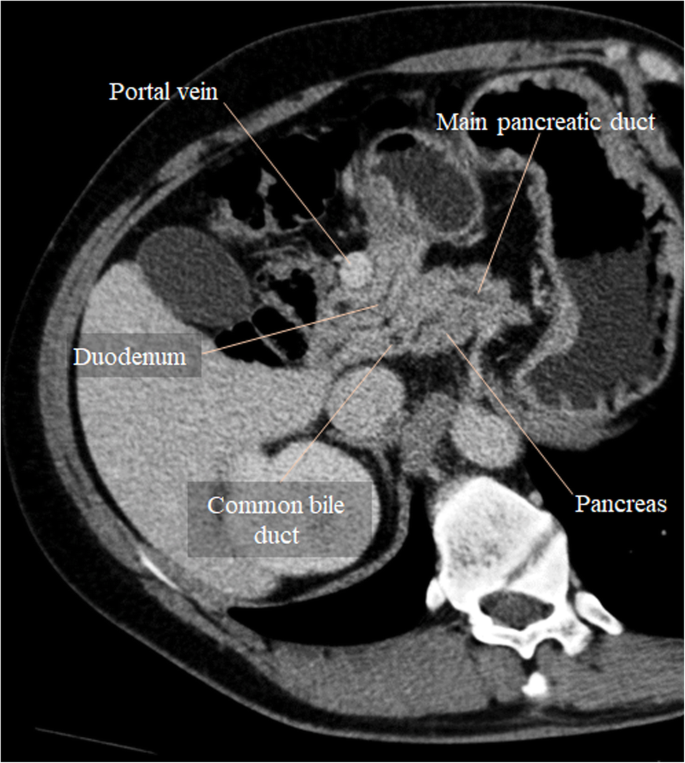 Portal vein
Main pancreatic duct
Duodenum
Common bile
duct
Pancreas